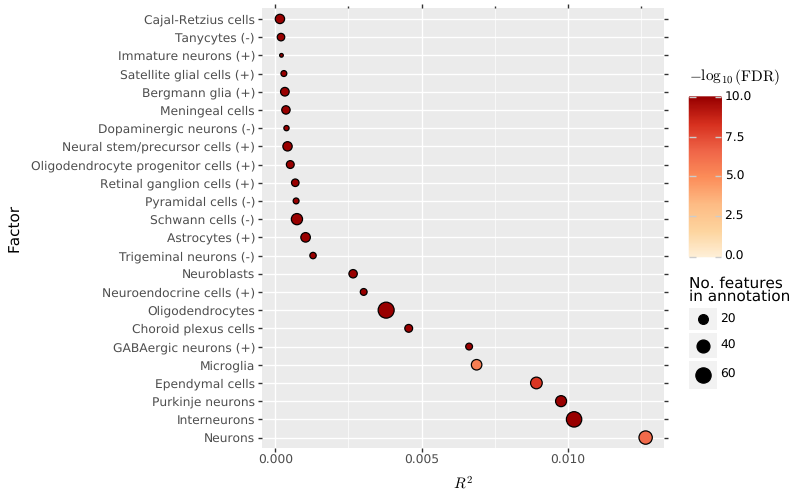 Cajal-Retzius cells
Tanycytes (-)
Immature neurons (+)
Satellite glial cells (+)
Bergmann glia (+)
Meningeal cells
Dopaminergic neurons (-)
Neural stem/precursor cells (+)
Oligodendrocyte progenitor cells (+)
Retinal ganglion cells (+)
Pyramidal cells (-)
Schwann cells (-)
Astrocytes (+)
Trigeminal neurons (-)
Neuroblasts
Neuroendocrine cells (+)
Oligodendrocytes
Choroid plexus cells
GABAergic neurons (+)
Microglia
Ependymal cells
Purkinje neurons
Interneurons
Neurons
Factor
0.000 0.005 0.010
R²
−log₁₀(FDR)
10.0
7.5
5.0
2.5
0.0
No. features
in annotation
20
40
60